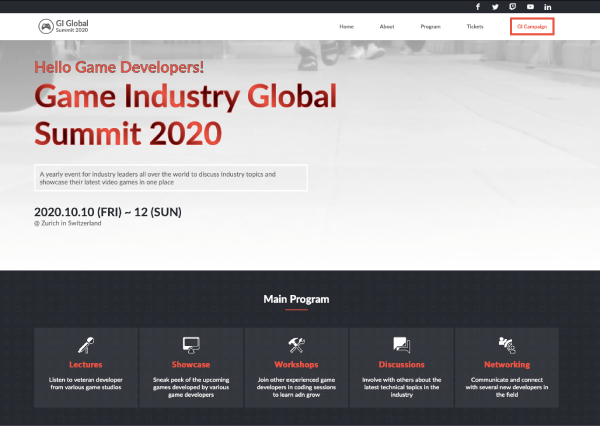 GI Global
Summit 2020
Home About Program Tickets GI Campaign
Hello Game Developers!
Game Industry Global
Summit 2020
A yearly event for industry leaders all over the world to discuss industry topics and
showcase their latest video games in one place
2020.10.10 (FRI) ~ 12 (SUN)
@ Zurich in Switzerland
Main Program
Lectures
Listen to veteran developer
from various game studios
Showcase
Sneak peek of the upcoming
games developed by various
game developers
Workshops
Join other experienced game
developers in coding sessions
to learn adn grow
Discussions
Involve with others about the
latest technical topics in the
industry
Networking
Communicate and connect
with several new developers in
the field